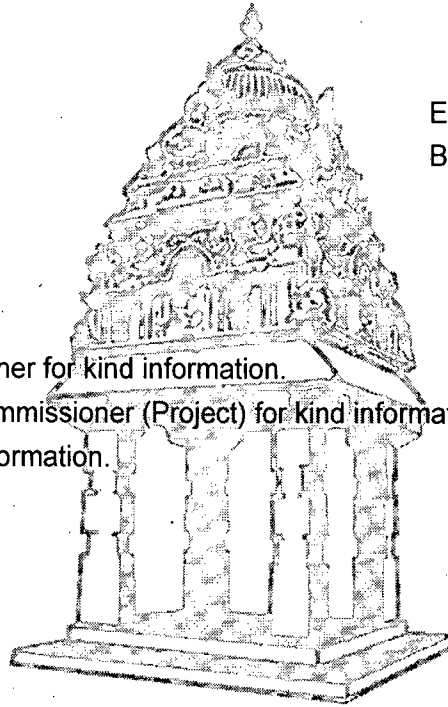 E
B
ner for kind information.
mmissioner (Project) for kind informat
ormation.